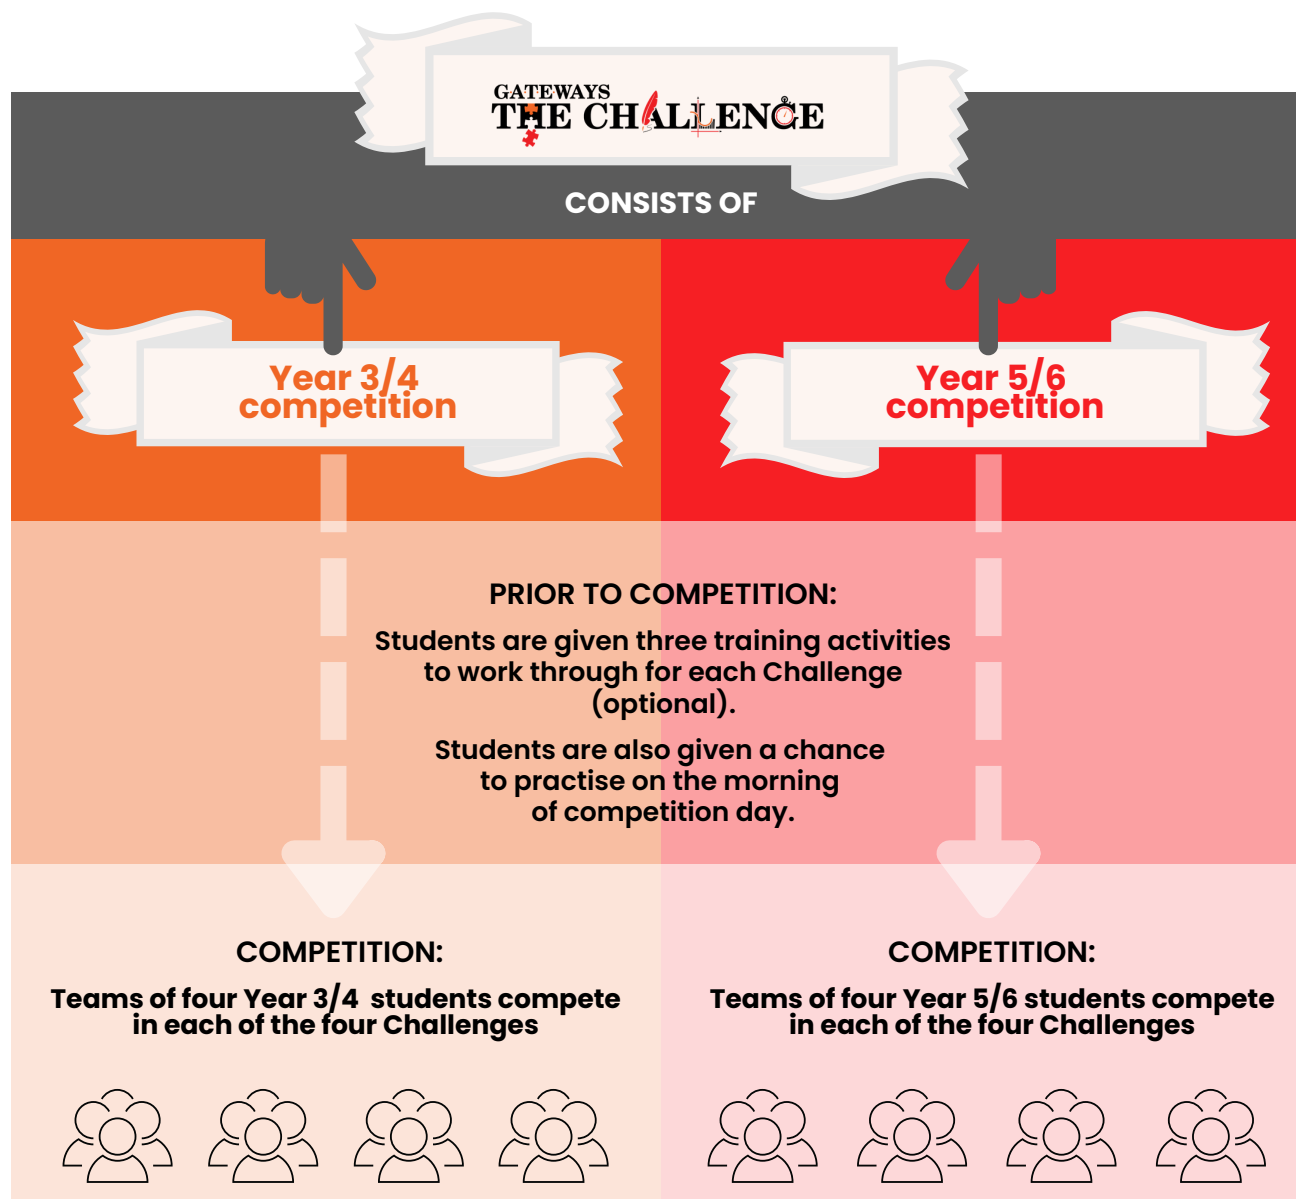 GATEWAYS
THE CHALLENGE
CONSISTS OF
Year 3/4
competition
Year 5/6
competition
PRIOR TO COMPETITION:
Students are given three training activities
to work through for each Challenge
(optional).
Students are also given a chance
to practise on the morning
of competition day.
COMPETITION:
Teams of four Year 3/4 students compete
in each of the four Challenges
COMPETITION:
Teams of four Year 5/6 students compete
in each of the four Challenges